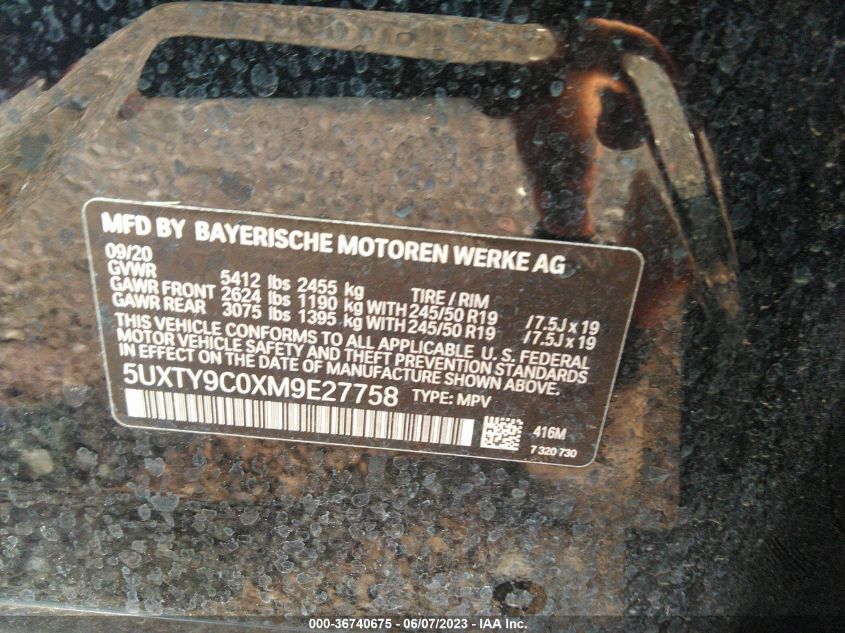 MFD BY BAYERISCHE MOTOREN WERKE AG
09/20
GVWR 5412 lbs 2455 kg TIRE / RIM
GAWR FRONT 2624 lbs 1190 kg WITH 245/50 R19 / 7.5J x 19
GAWR REAR 3075 lbs 1395 kg WITH 245/50 R19 / 7.5J x 19
THIS VEHICLE CONFORMS TO ALL APPLICABLE U. S. FEDERAL
MOTOR VEHICLE SAFETY AND THEFT PREVENTION STANDARDS
IN EFFECT ON THE DATE OF MANUFACTURE SHOWN ABOVE.
5UXTY9C0XM9E27758 TYPE: MPV
416M
7 320 730
000-36740675 | 06/07/2023 | IAA Inc.